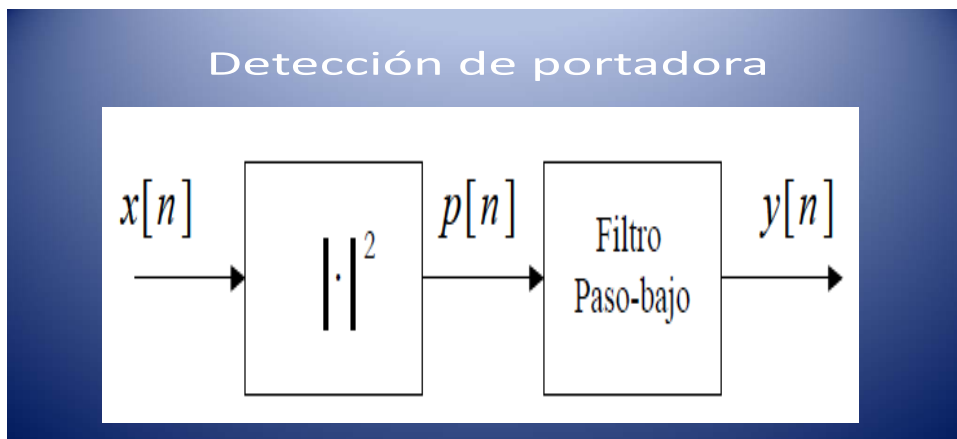 Detección de portadora
x[n]
|·|²
p[n]
Filtro
Paso-bajo
y[n]